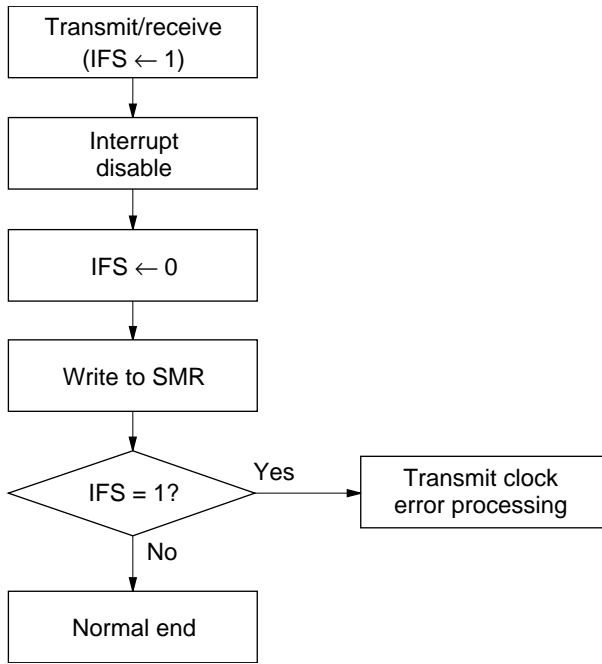 Transmit/receive
(IFS ← 1)
Interrupt
disable
IFS ← 0
Write to SMR
IFS = 1?
Yes
Transmit clock
error processing
No
Normal end